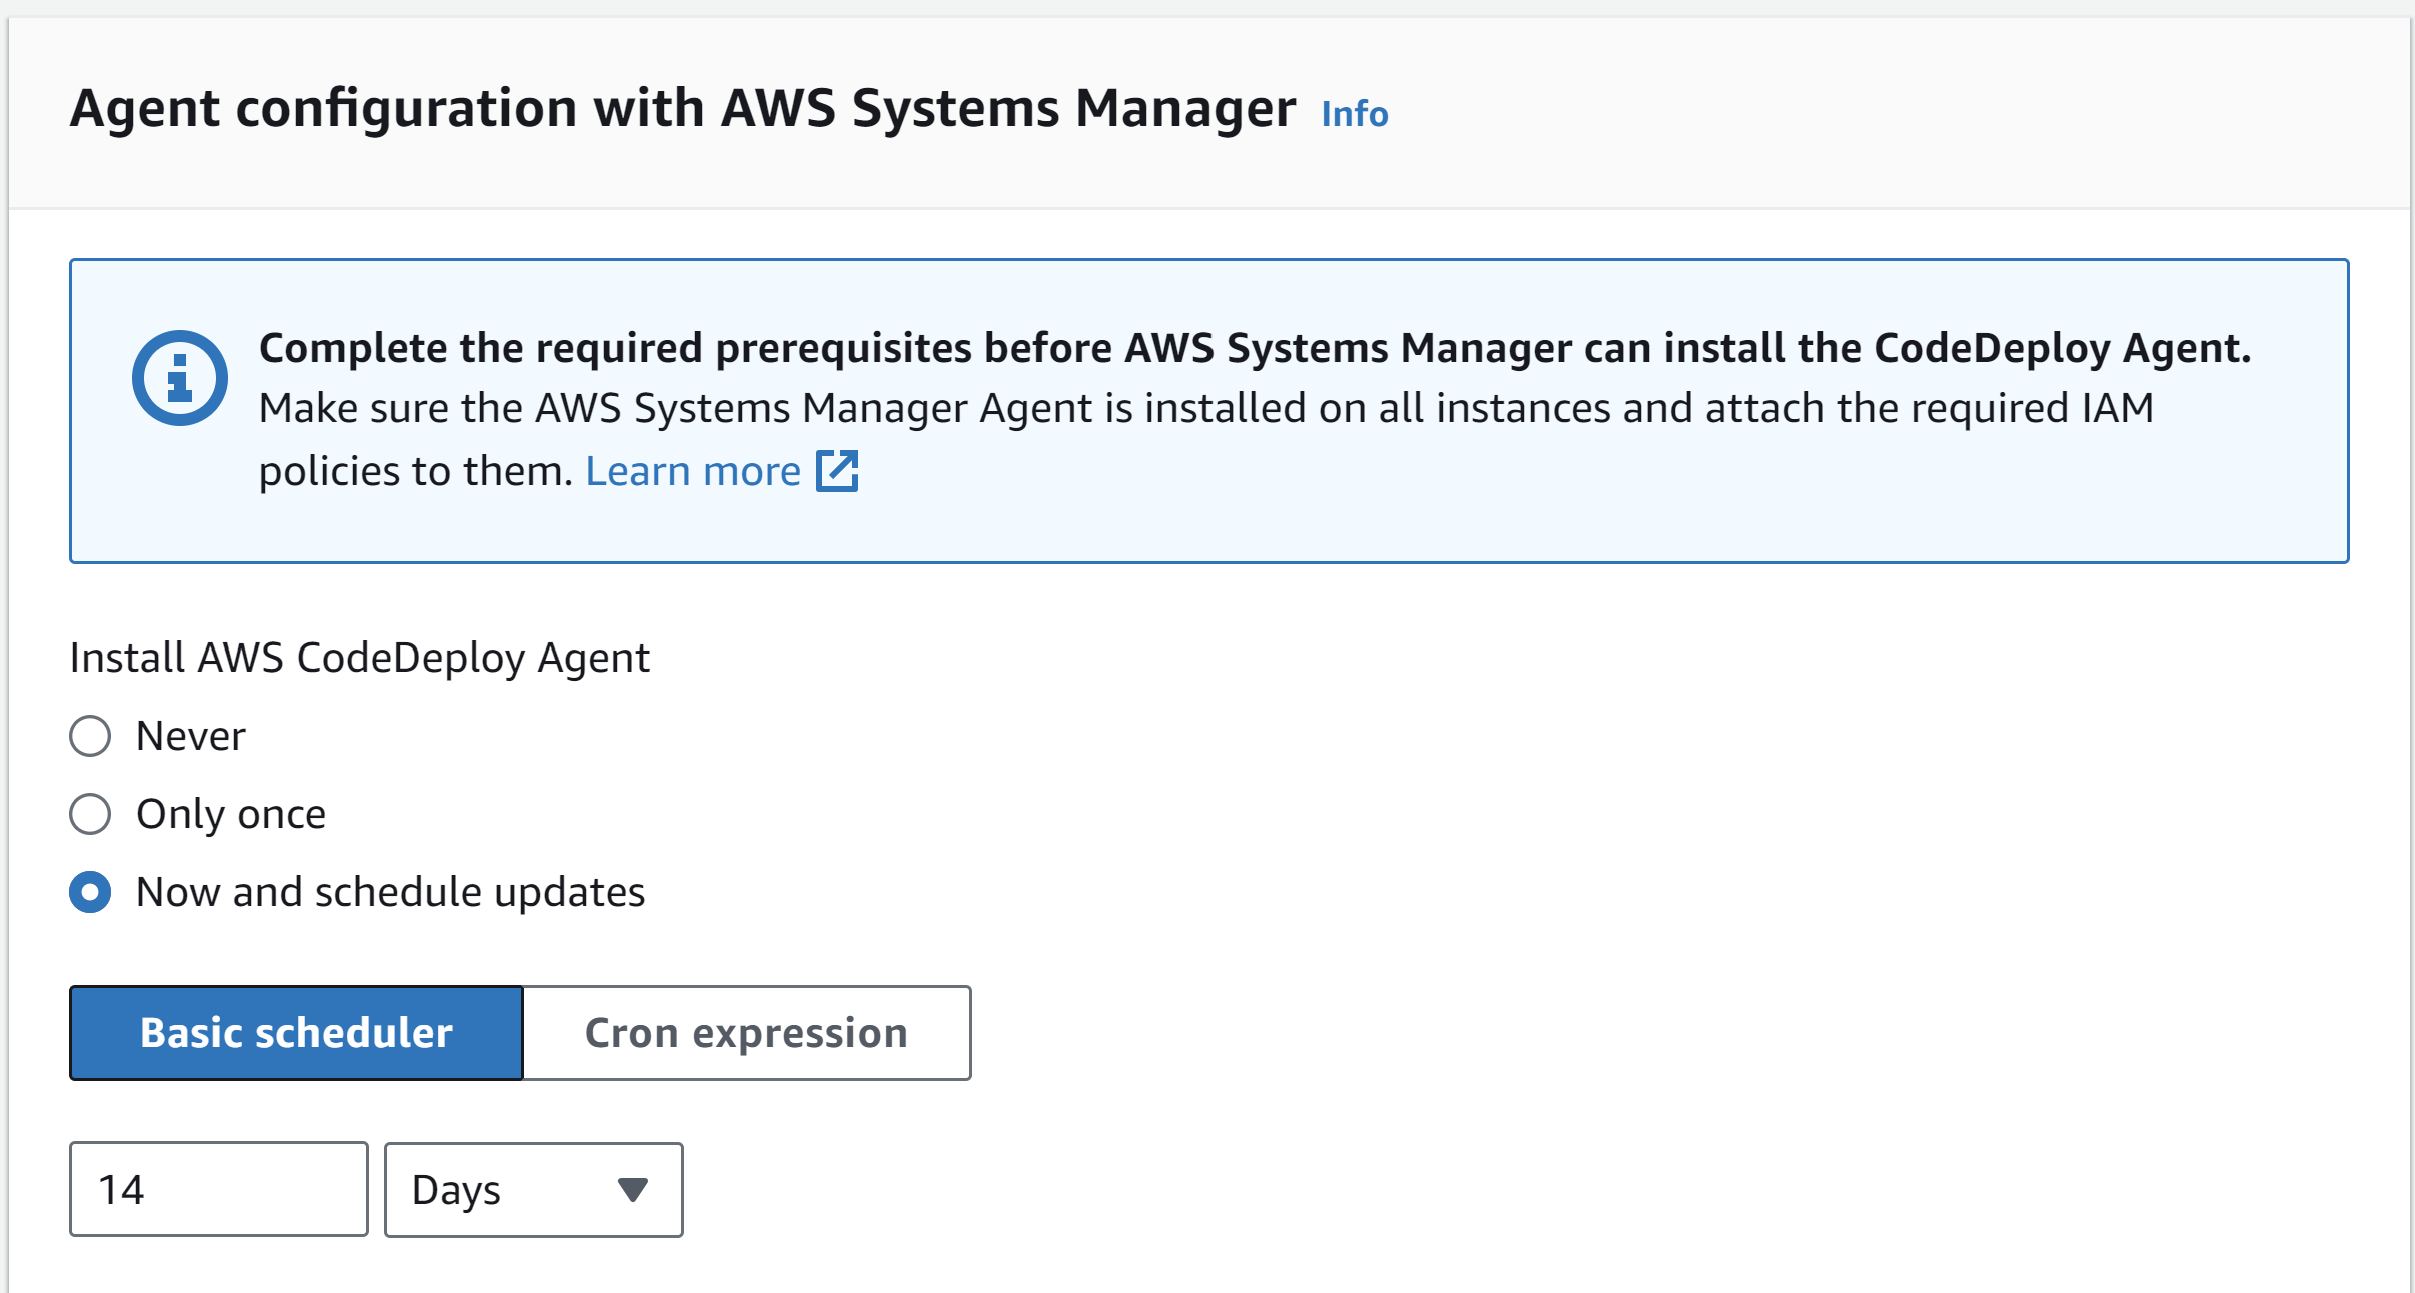 Agent configuration with AWS Systems Manager Info
Complete the required prerequisites before AWS Systems Manager can install the CodeDeploy Agent.
Make sure the AWS Systems Manager Agent is installed on all instances and attach the required IAM
policies to them. Learn more
Install AWS CodeDeploy Agent
Never
Only once
Now and schedule updates
Basic scheduler Cron expression
14 Days